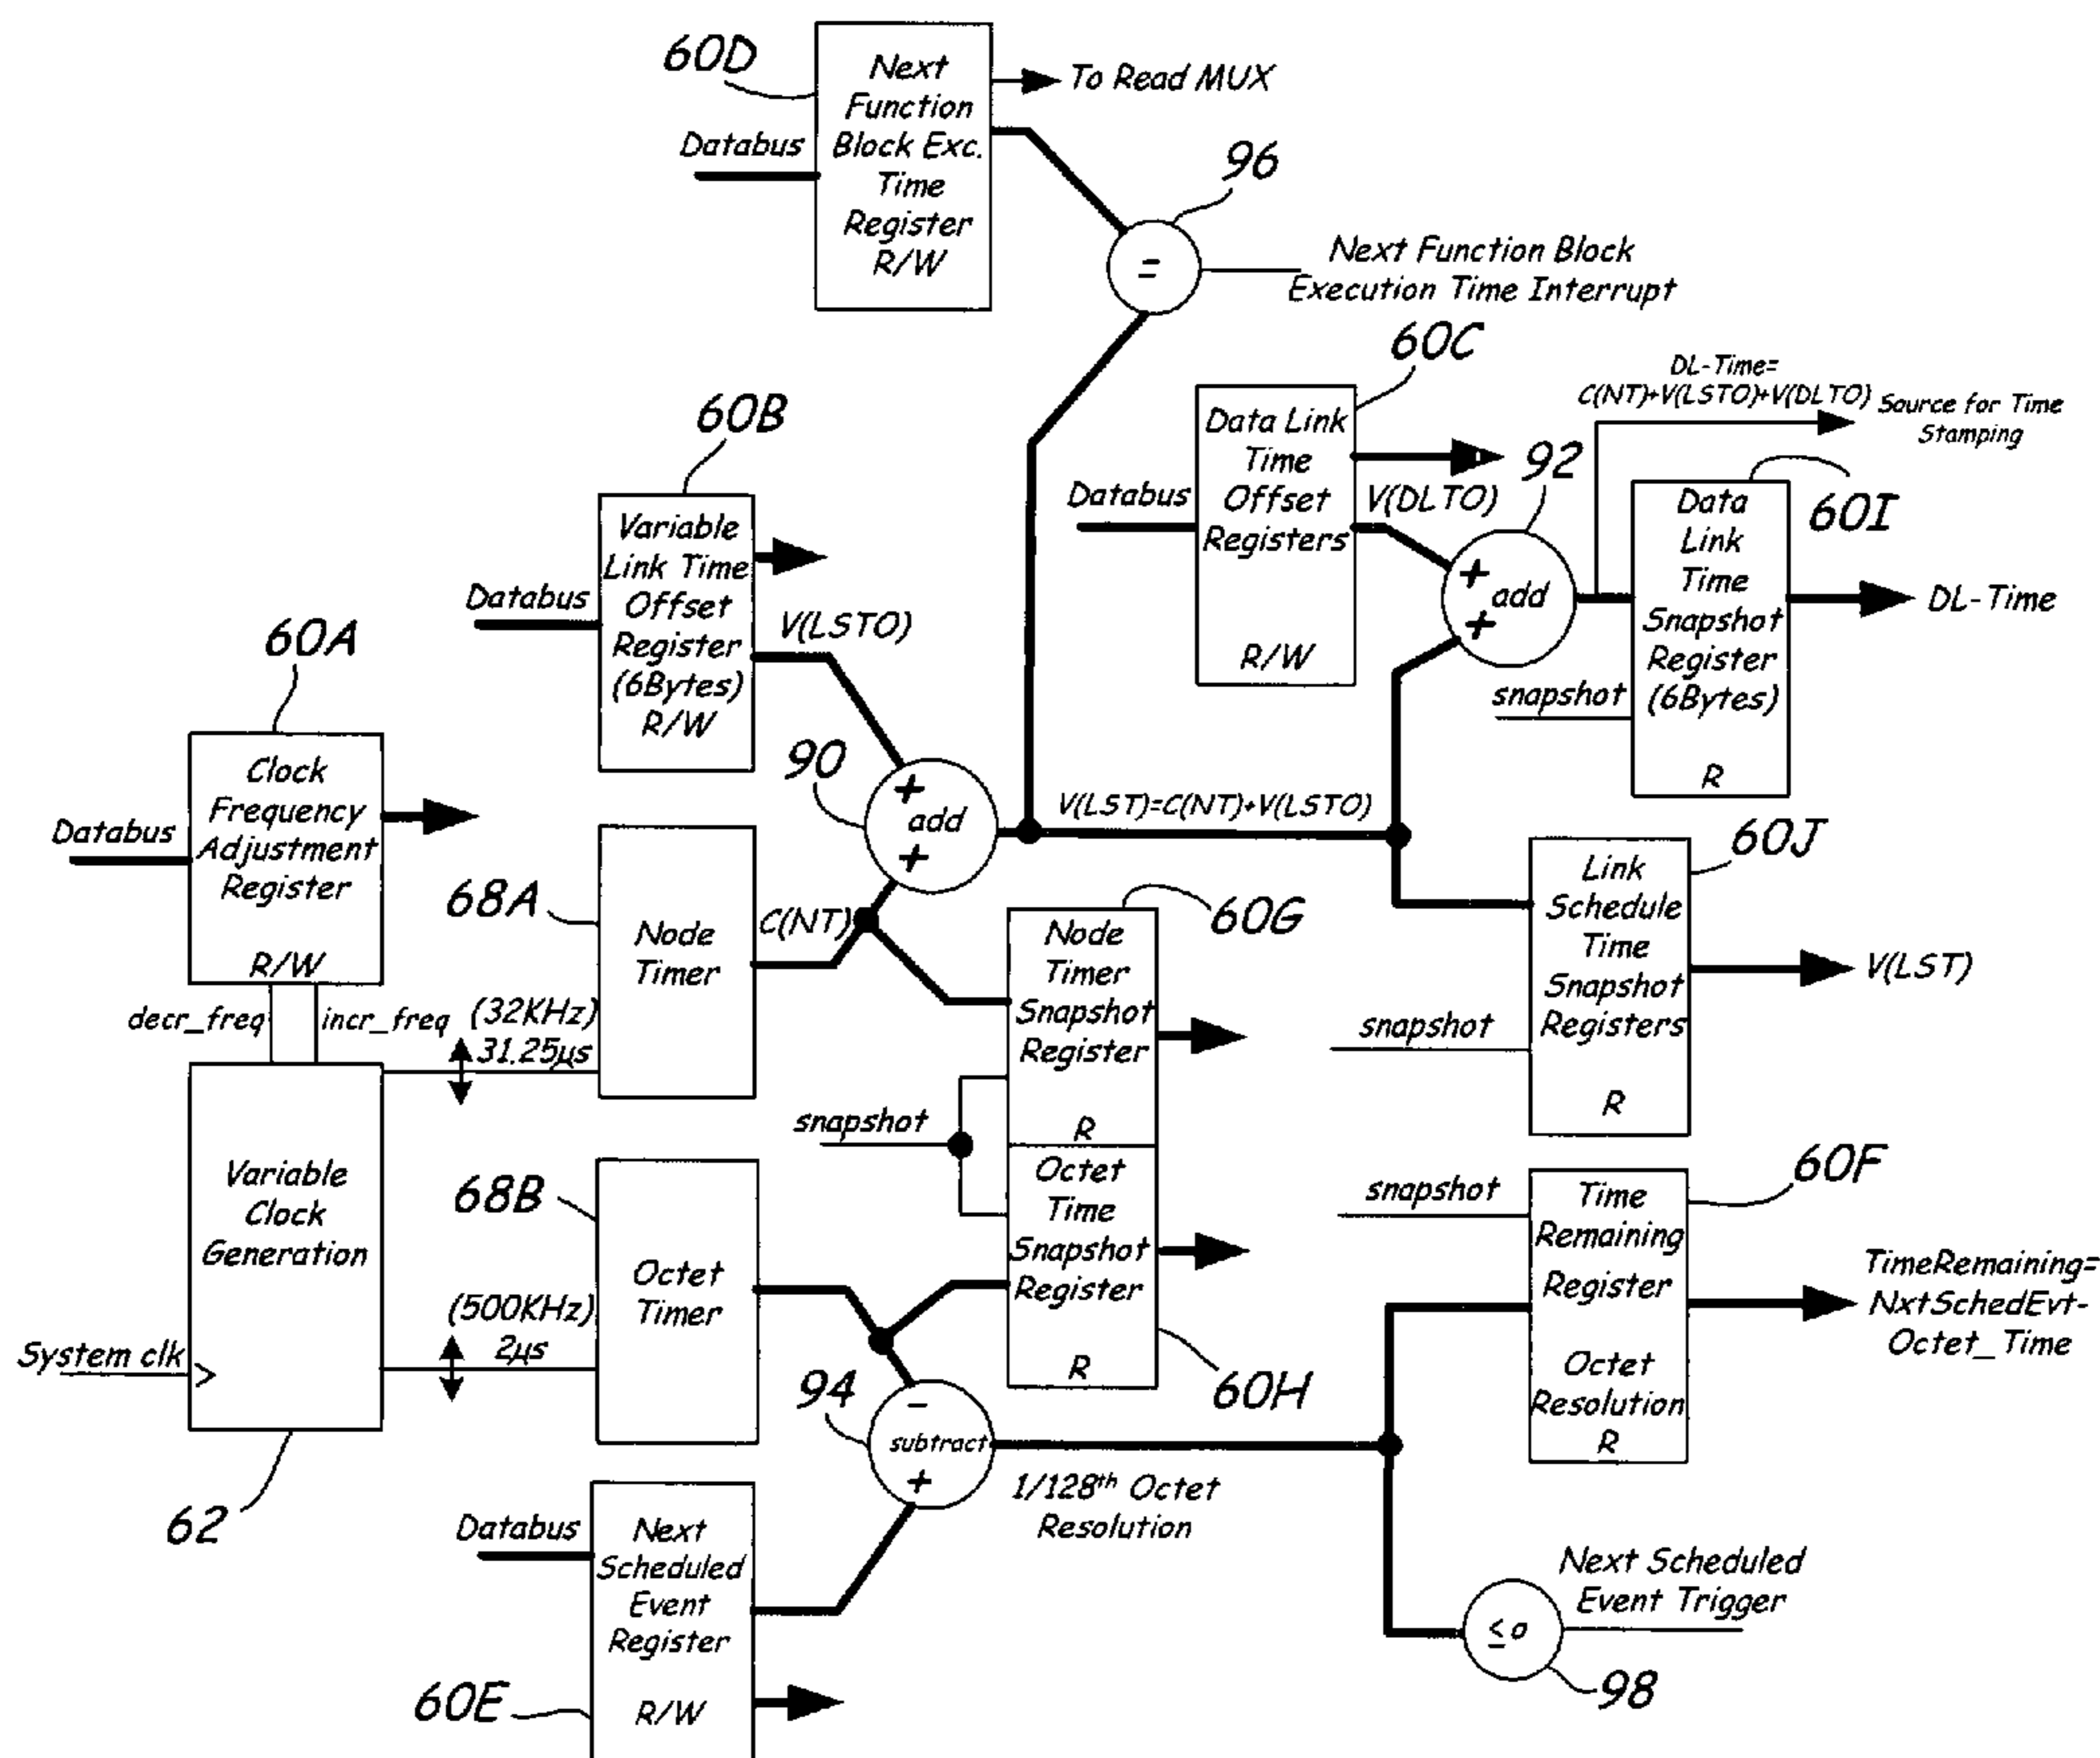 60D
Next
Function
Block Exc.
Time
Register
R/W
To Read MUX
Databus
96
=
Next Function Block
Execution Time Interrupt
60C
Data Link
Time
Offset
Registers
R/W
Databus
V(DLTO)
92
+
+ add
DL-Time=
C(NT)+V(LSTO)+V(DLTO)
Source for Time
Stamping
60I
Data
Link
Time
Snapshot
Register
(6Bytes)
R
snapshot
DL-Time
60B
Variable
Link Time
Offset
Register
(6Bytes)
R/W
Databus
V(LSTO)
60A
Clock
Frequency
Adjustment
Register
R/W
Databus
decr_freq
incr_freq
90
+
add
+
V(LST)=C(NT)+V(LSTO)
68A
Node
Timer
C(NT)
(32KHz)
31.25µs
60G
Node
Timer
Snapshot
Register
R
snapshot
60J
Link
Schedule
Time
Snapshot
Registers
R
snapshot
V(LST)
Variable
Clock
Generation
System clk
62
68B
Octet
Timer
(500KHz)
2µs
Octet
Time
Snapshot
Register
R
60H
60F
Time
Remaining
Register
Octet
Resolution
R
snapshot
TimeRemaining=
NxtSchedEvt-
Octet_Time
94
-
subtract
+
1/128th Octet
Resolution
Databus
Next
Scheduled
Event
Register
R/W
60E
≤0
Next Scheduled
Event Trigger
98